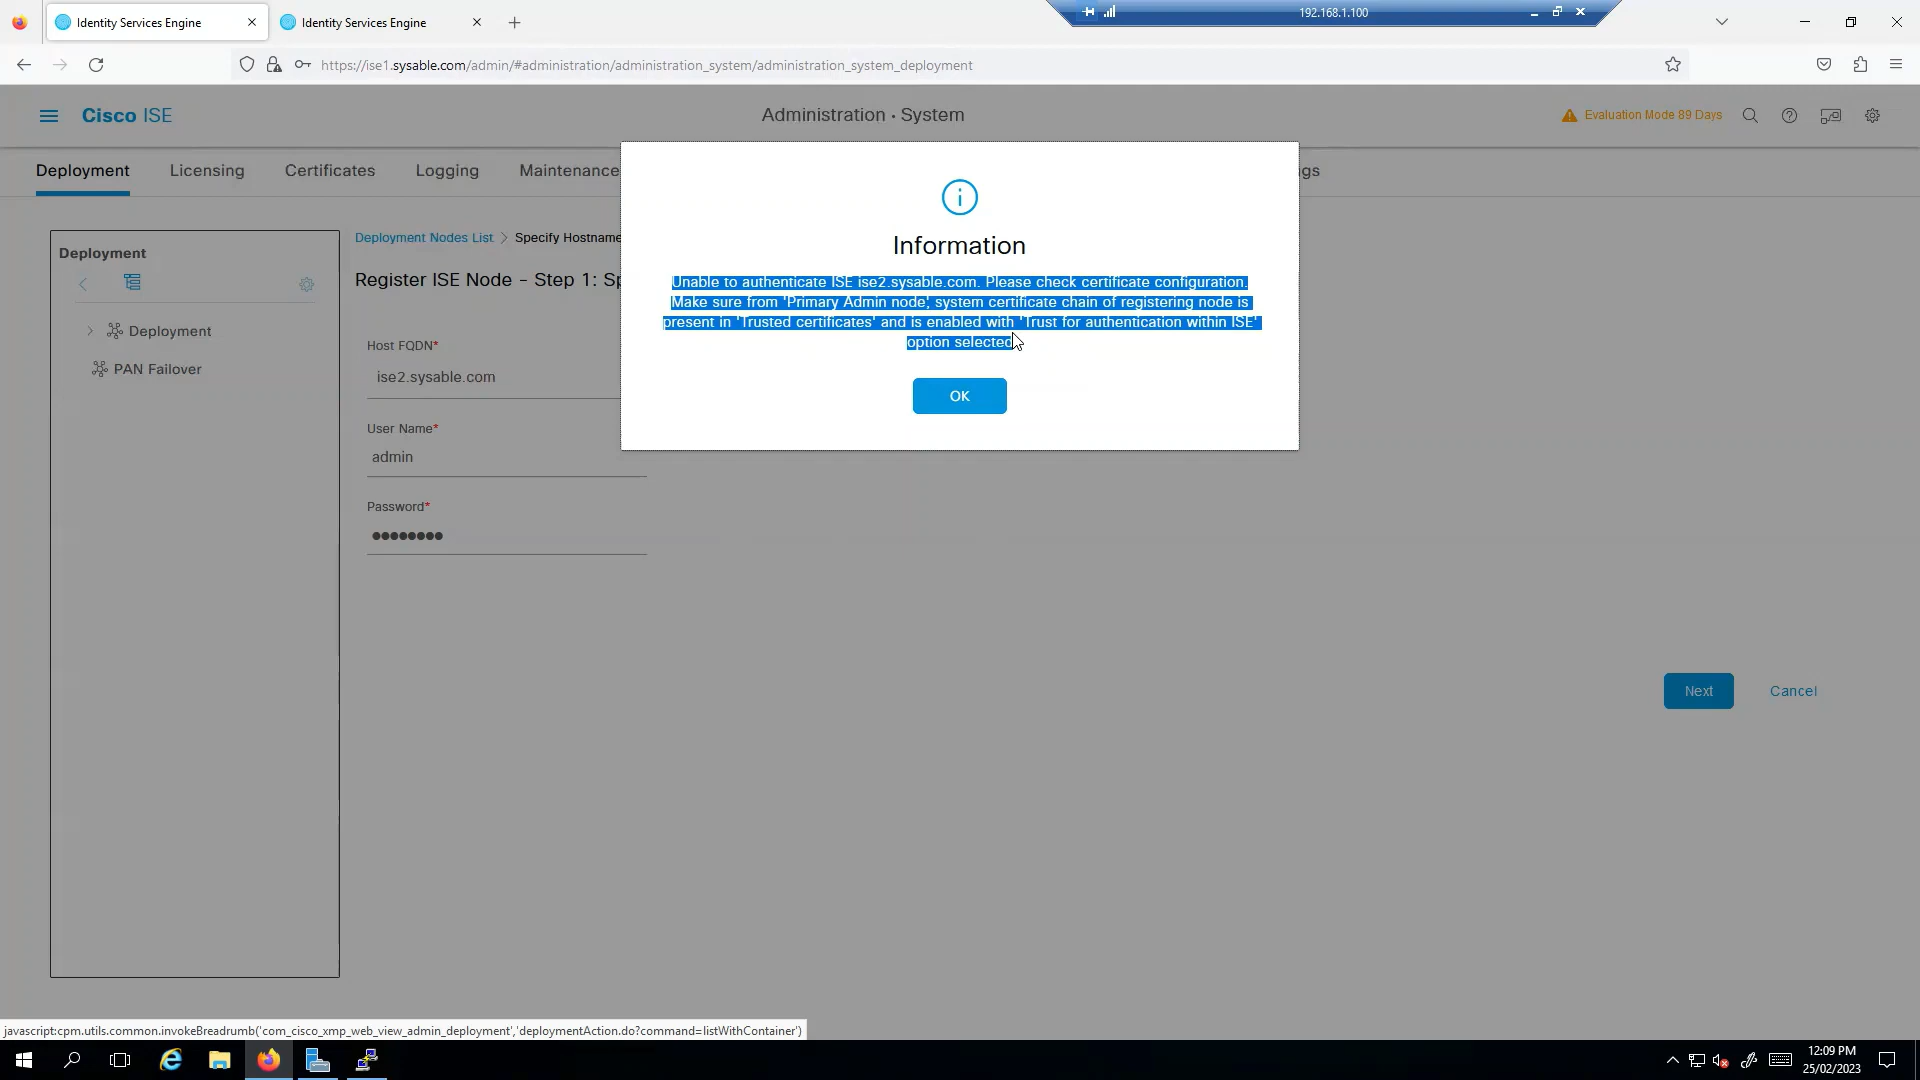 Identity Services Engine
Identity Services Engine
192.168.1.100
https://ise1.sysable.com/admin/#administration/administration_system/administration_system_deployment
Cisco ISE
Administration · System
Evaluation Mode 89 Days
Deployment
Licensing
Certificates
Logging
Maintenance
gs
Information
Unable to authenticate ISE ise2.sysable.com. Please check certificate configuration.
Make sure from 'Primary Admin node', system certificate chain of registering node is
present in 'Trusted certificates' and is enabled with 'Trust for authentication within ISE'
option selected
OK
Deployment
Deployment
PAN Failover
Deployment Nodes List > Specify Hostname
Register ISE Node - Step 1: Sp
Host FQDN*
ise2.sysable.com
User Name*
admin
Password*
Next
Cancel
javascript:cpm.utils.common.invokeBreadrumb('com_cisco_xmp_web_view_admin_deployment','deploymentAction.do?command=listWithContainer')
12:09 PM
25/02/2023